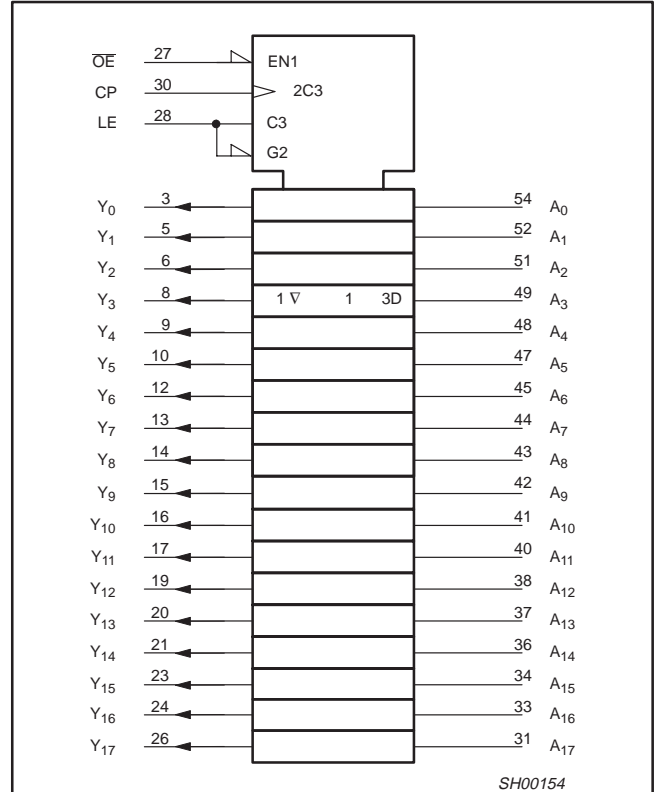 OE 27 EN1
CP 30 2C3
LE 28 C3
G2
Y0 3 54 A0
Y1 5 52 A1
Y2 6 51 A2
Y3 8 1 ∇ 1 3D 49 A3
Y4 9 48 A4
Y5 10 47 A5
Y6 12 45 A6
Y7 13 44 A7
Y8 14 43 A8
Y9 15 42 A9
Y10 16 41 A10
Y11 17 40 A11
Y12 19 38 A12
Y13 20 37 A13
Y14 21 36 A14
Y15 23 34 A15
Y16 24 33 A16
Y17 26 31 A17
SH00154